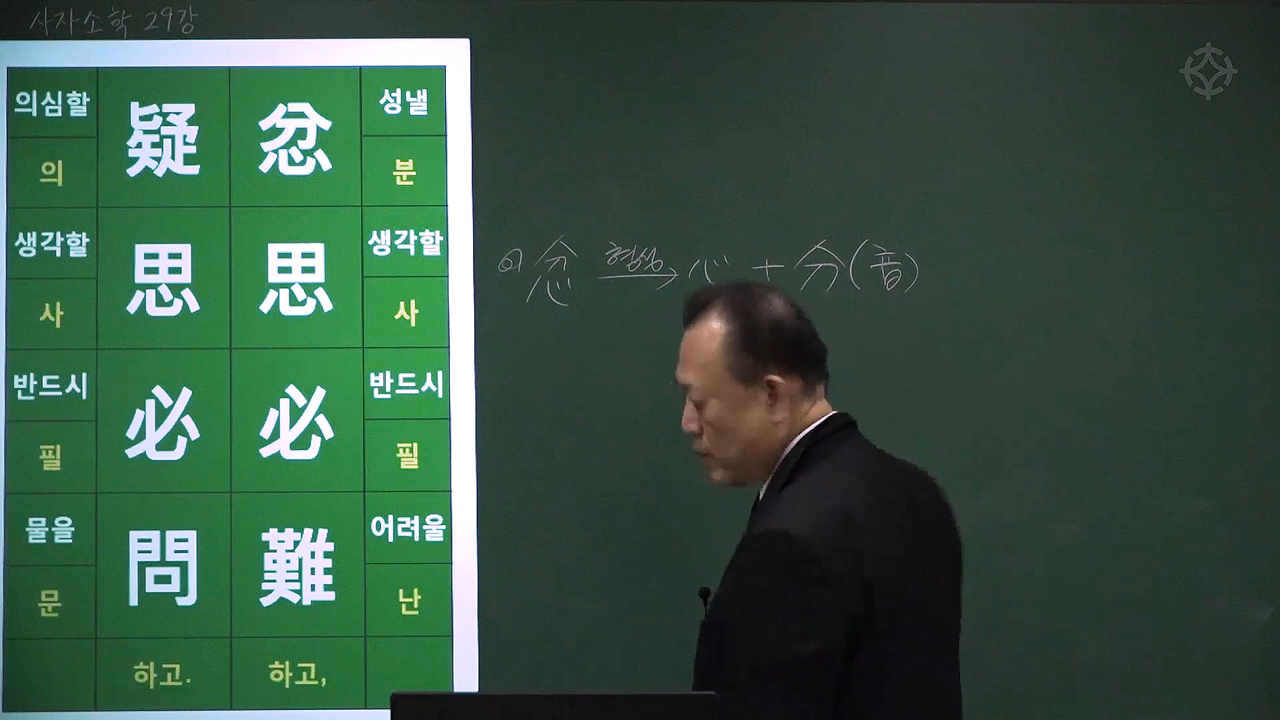 사자소학 29강
의심할 疑 忿 성낼
의 분
생각할 思 思 생각할
사 사
반드시 必 必 반드시
필 필
물을 問 難 어려울
문 난
하고. 하고,
忿 형성 心 + 分(音)